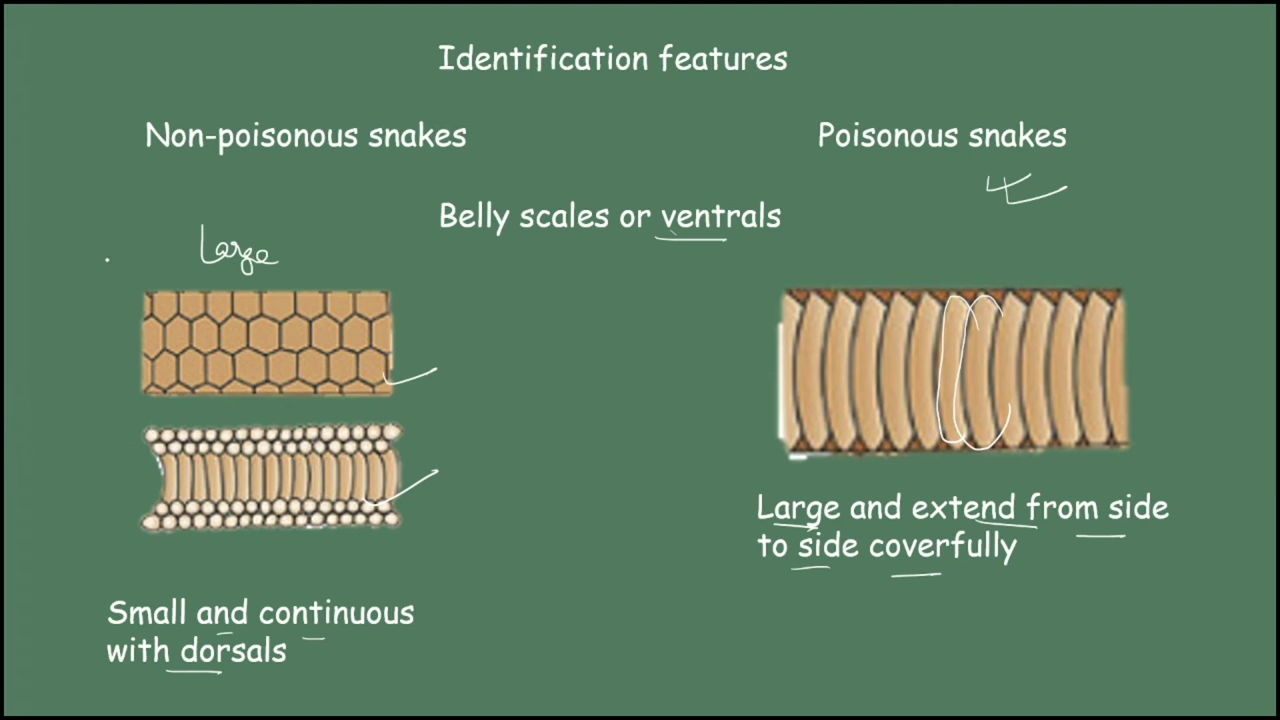 Identification features
Non-poisonous snakes
Poisonous snakes
Belly scales or ventrals
Large
Large and extend from side
to side coverfully
Small and continuous
with dorsals